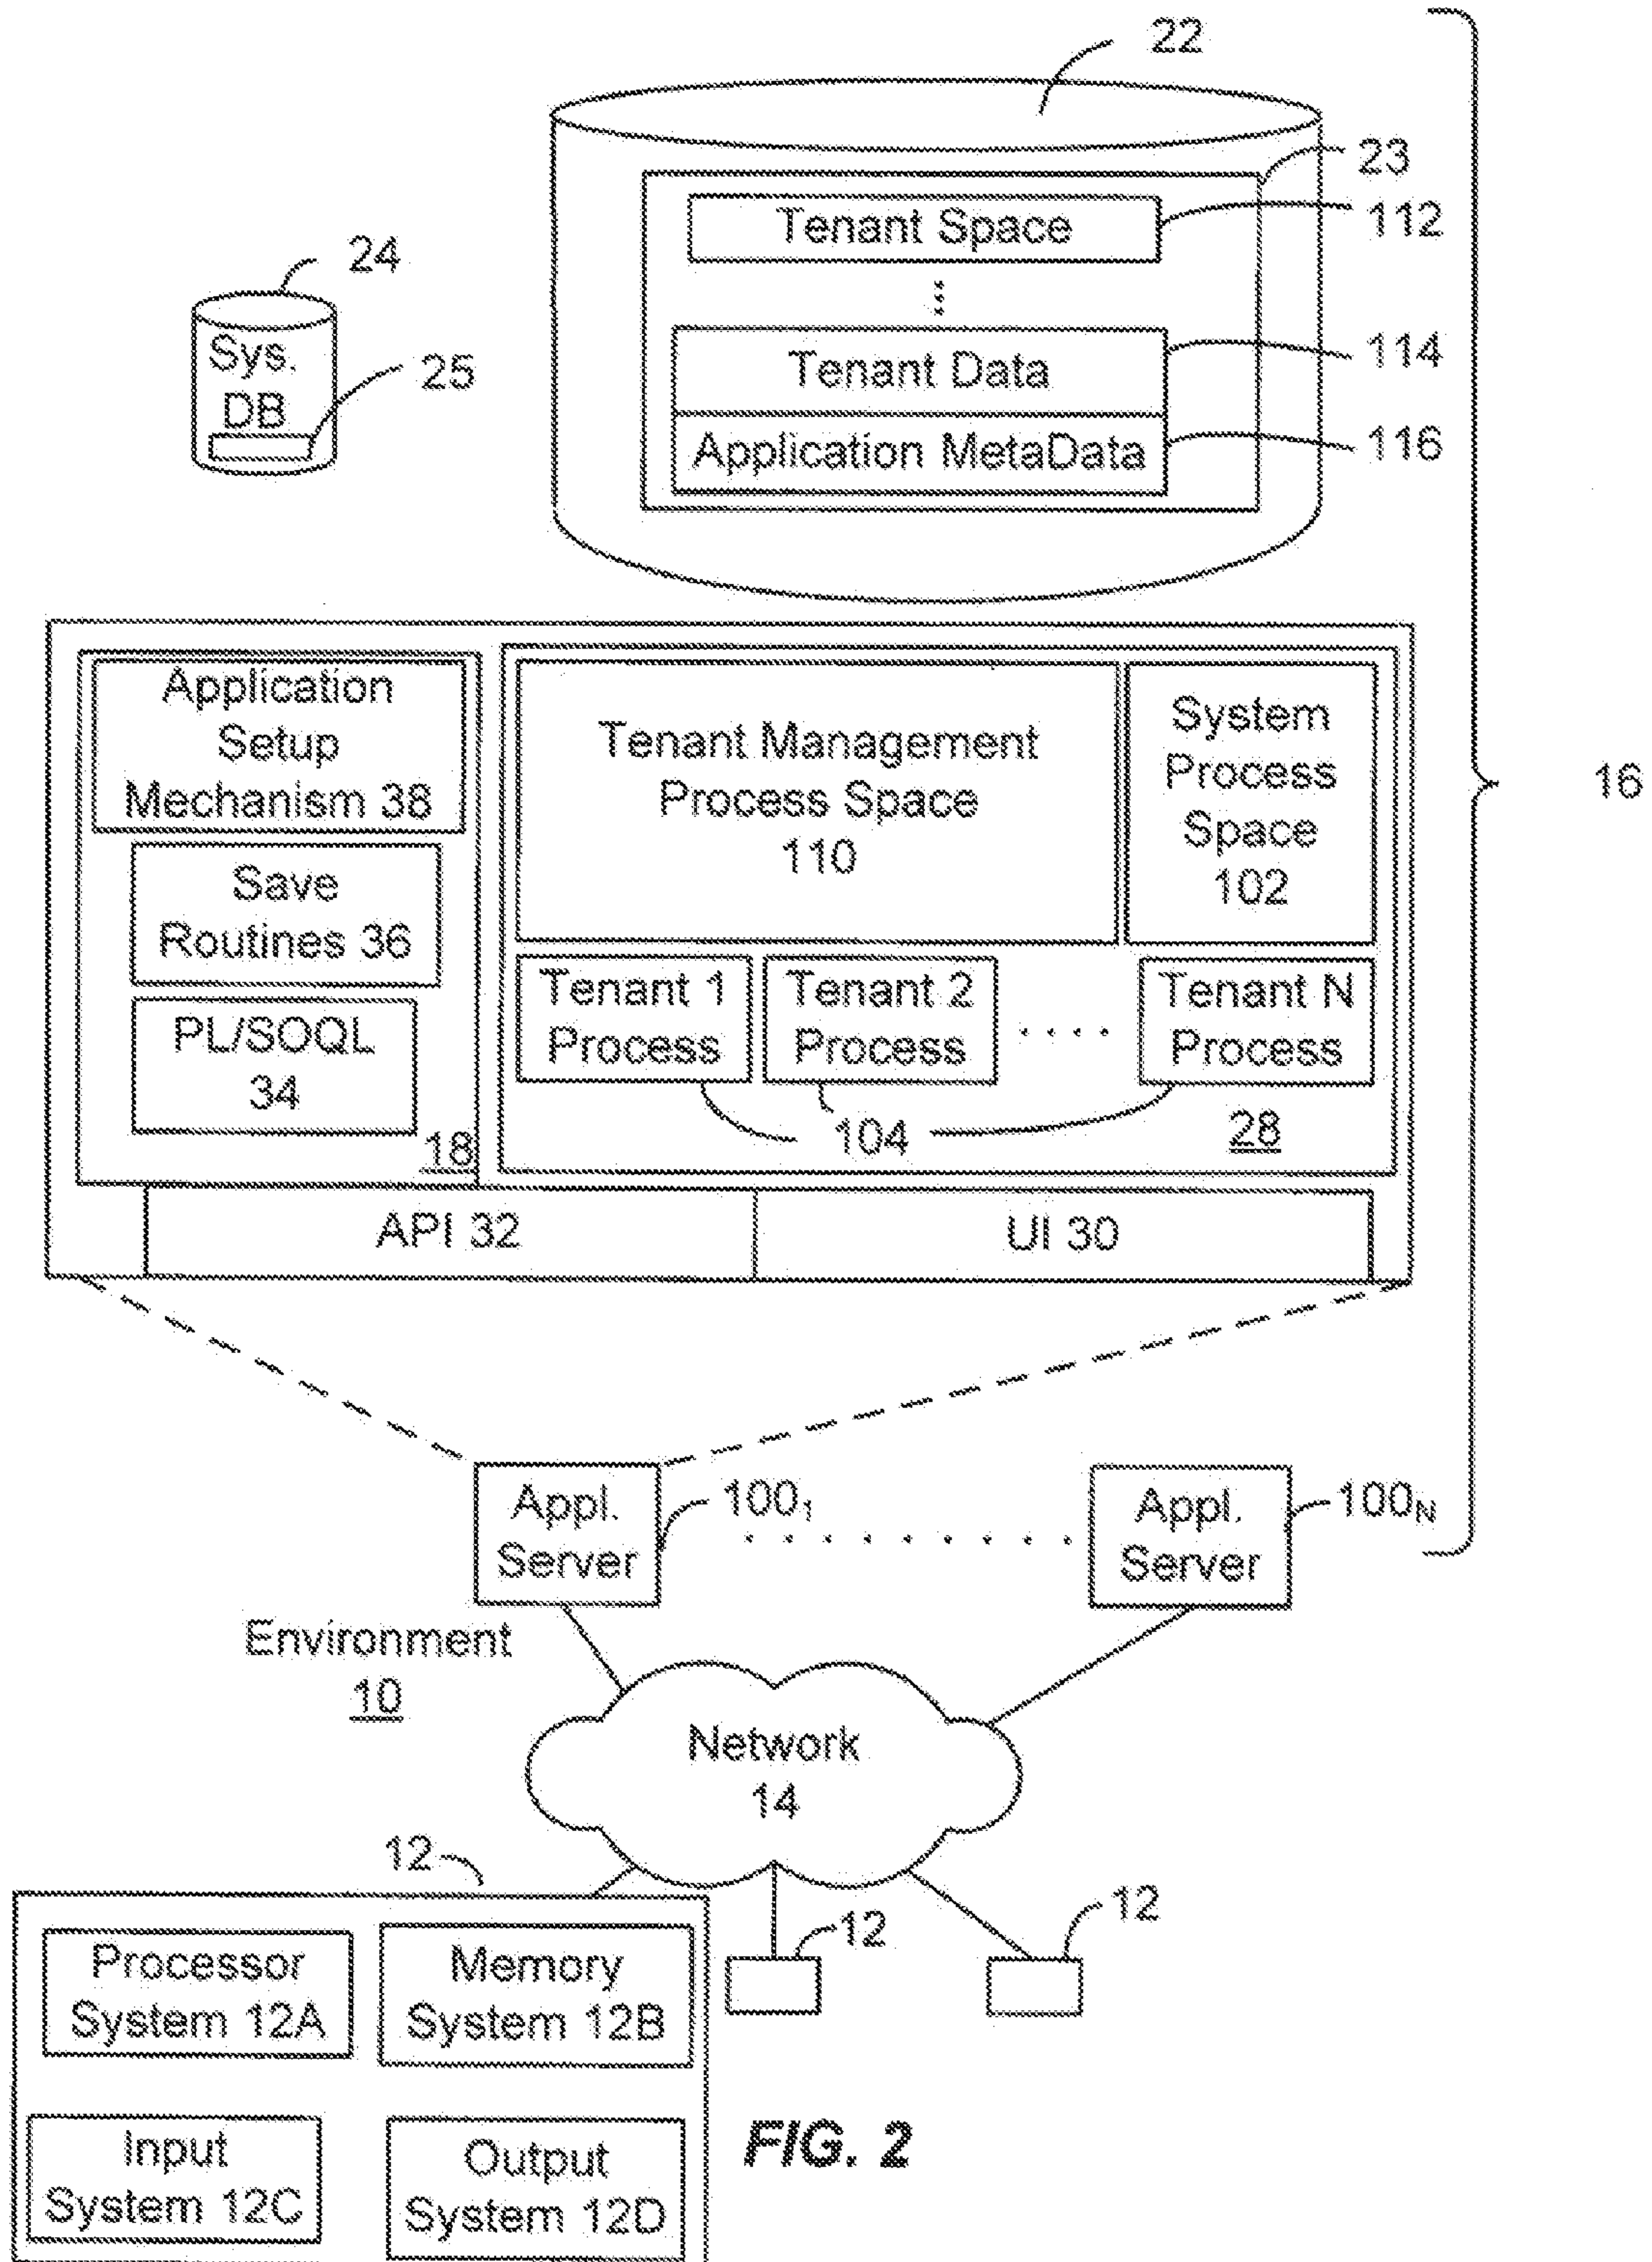 22
23
Tenant Space
112
24
Sys.
DB
25
Tenant Data
114
Application MetaData
116
Application
Setup
Mechanism 38
Tenant Management
Process Space
110
System
Process
Space
102
16
Save
Routines 36
PL/SOQL
34
18
Tenant 1
Process
Tenant 2
Process
. . . .
Tenant N
Process
104
28
API 32
UI 30
Appl.
Server
100₁
. . . . . . . . .
Appl.
Server
100N
Environment
10
Network
14
12
12
12
Processor
System 12A
Memory
System 12B
Input
System 12C
Output
System 12D
FIG. 2